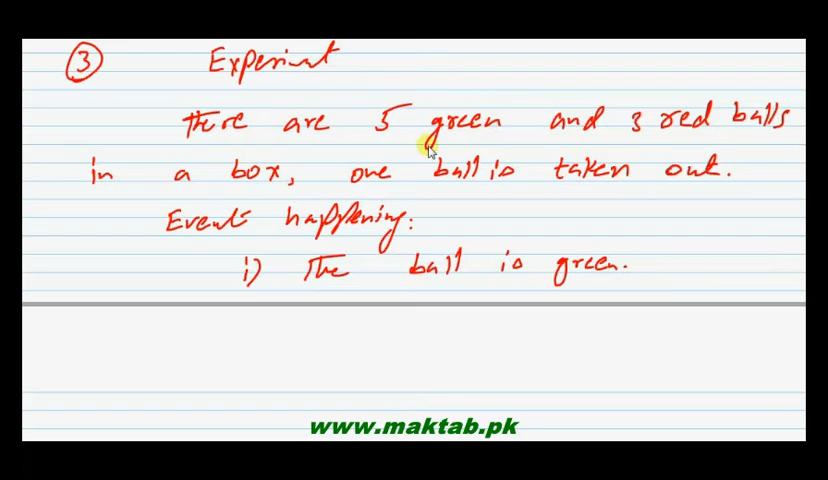 3 Experiment
There are 5 green and 3 red balls
in a box, one ball is taken out.
Event happening:
i) The ball is green.
www.maktab.pk